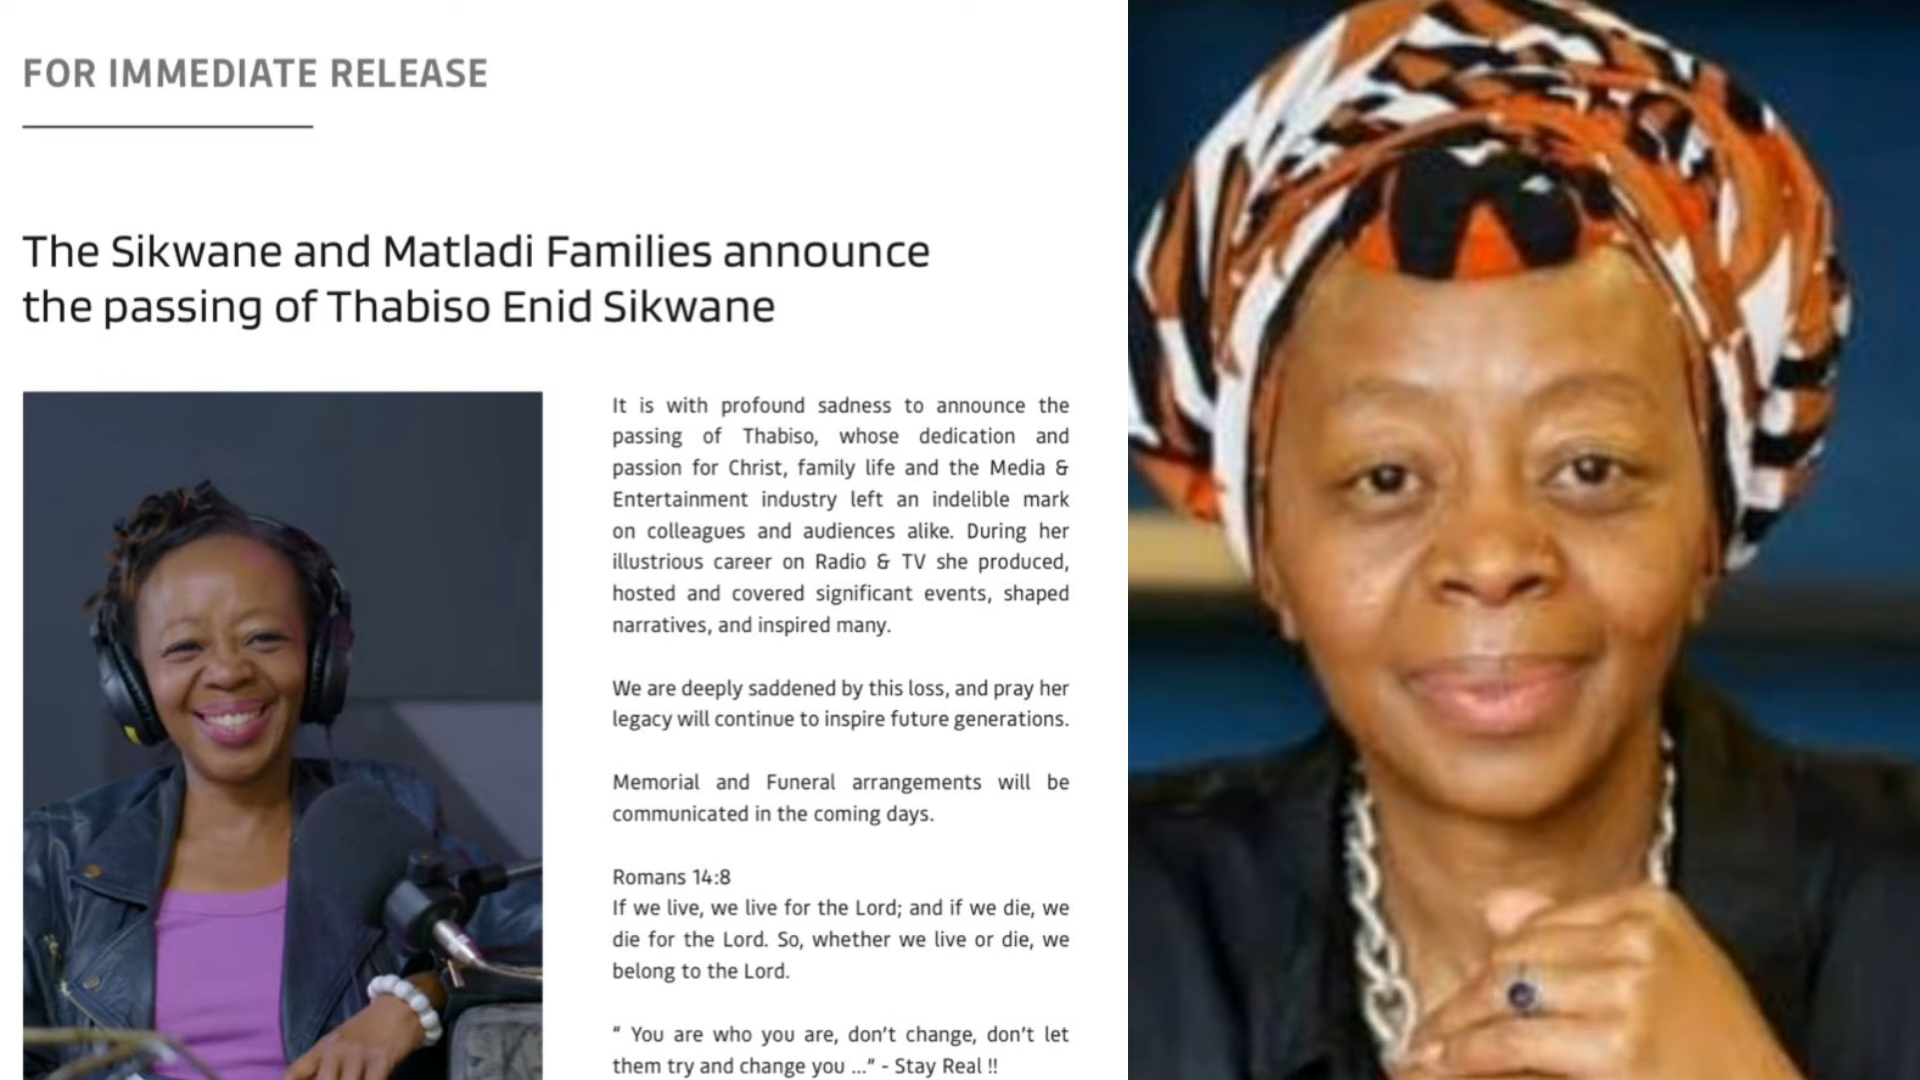 FOR IMMEDIATE RELEASE
The Sikwane and Matladi Families announce
the passing of Thabiso Enid Sikwane
It is with profound sadness to announce the
passing of Thabiso, whose dedication and
passion for Christ, family life and the Media &
Entertainment industry left an indelible mark
on colleagues and audiences alike. During her
illustrious career on Radio & TV she produced,
hosted and covered significant events, shaped
narratives, and inspired many.
We are deeply saddened by this loss, and pray her
legacy will continue to inspire future generations.
Memorial and Funeral arrangements will be
communicated in the coming days.
Romans 14:8
If we live, we live for the Lord; and if we die, we
die for the Lord. So, whether we live or die, we
belong to the Lord.
“ You are who you are, don’t change, don’t let
them try and change you ...” - Stay Real !!